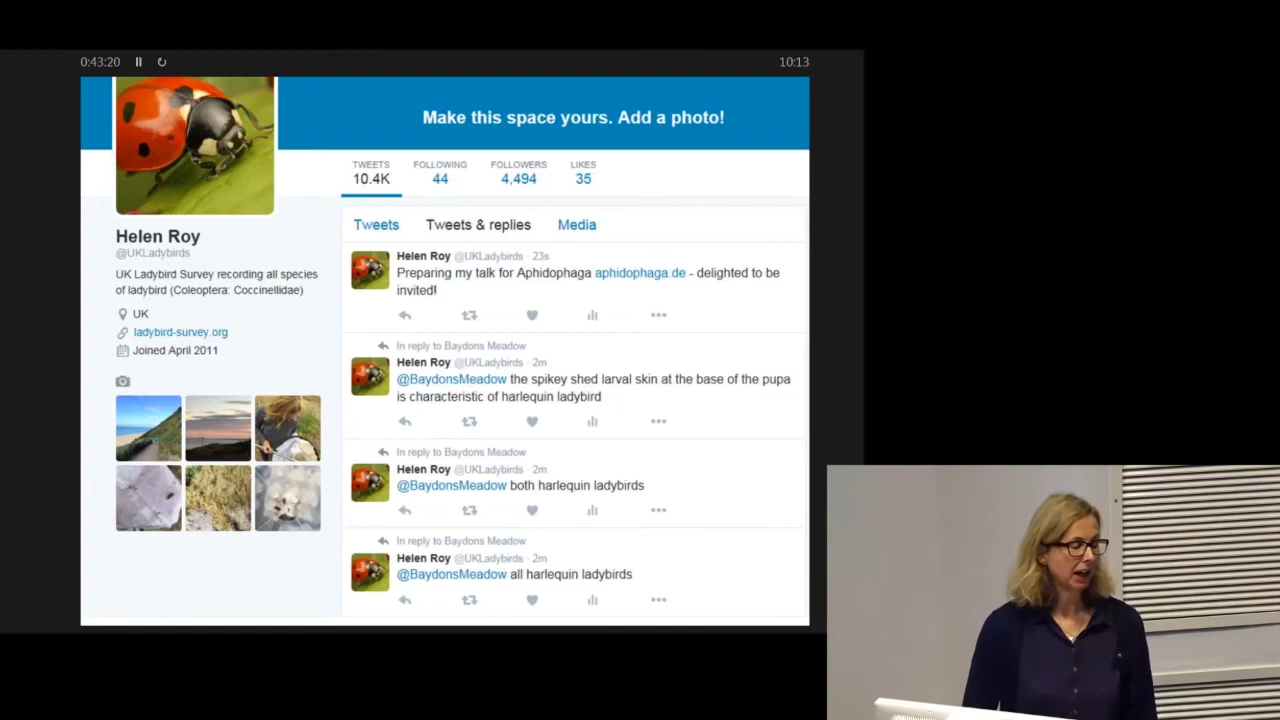 0:43:20
10:13
Make this space yours. Add a photo!
TWEETS FOLLOWING FOLLOWERS LIKES
10.4K 44 4,494 35
Helen Roy
@UKLadybirds
UK Ladybird Survey recording all species
of ladybird (Coleoptera: Coccinellidae)
UK
ladybird-survey.org
Joined April 2011
Tweets Tweets & replies Media
Helen Roy @UKLadybirds · 23s
Preparing my talk for Aphidophaga aphidophaga.de - delighted to be
invited!
In reply to Baydons Meadow
Helen Roy @UKLadybirds · 2m
@BaydonsMeadow the spikey shed larval skin at the base of the pupa
is characteristic of harlequin ladybird
In reply to Baydons Meadow
Helen Roy @UKLadybirds · 2m
@BaydonsMeadow both harlequin ladybirds
In reply to Baydons Meadow
Helen Roy @UKLadybirds · 2m
@BaydonsMeadow all harlequin ladybirds